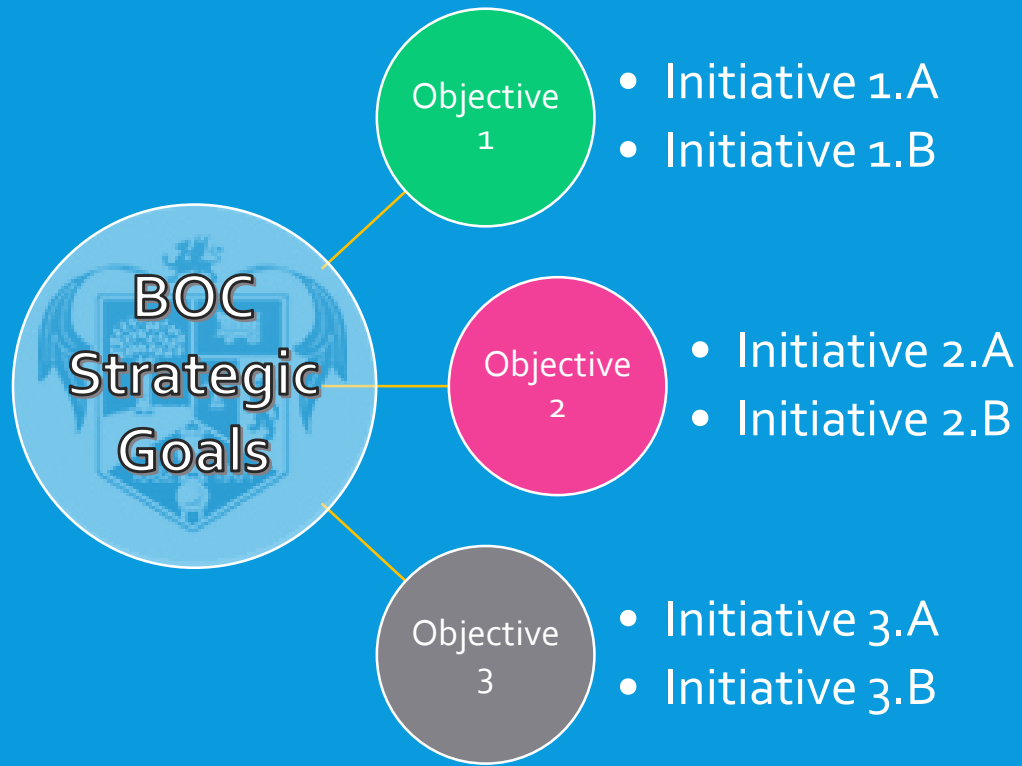 BOC
Strategic
Goals
Objective
1
• Initiative 1.A
• Initiative 1.B
Objective
2
• Initiative 2.A
• Initiative 2.B
Objective
3
• Initiative 3.A
• Initiative 3.B